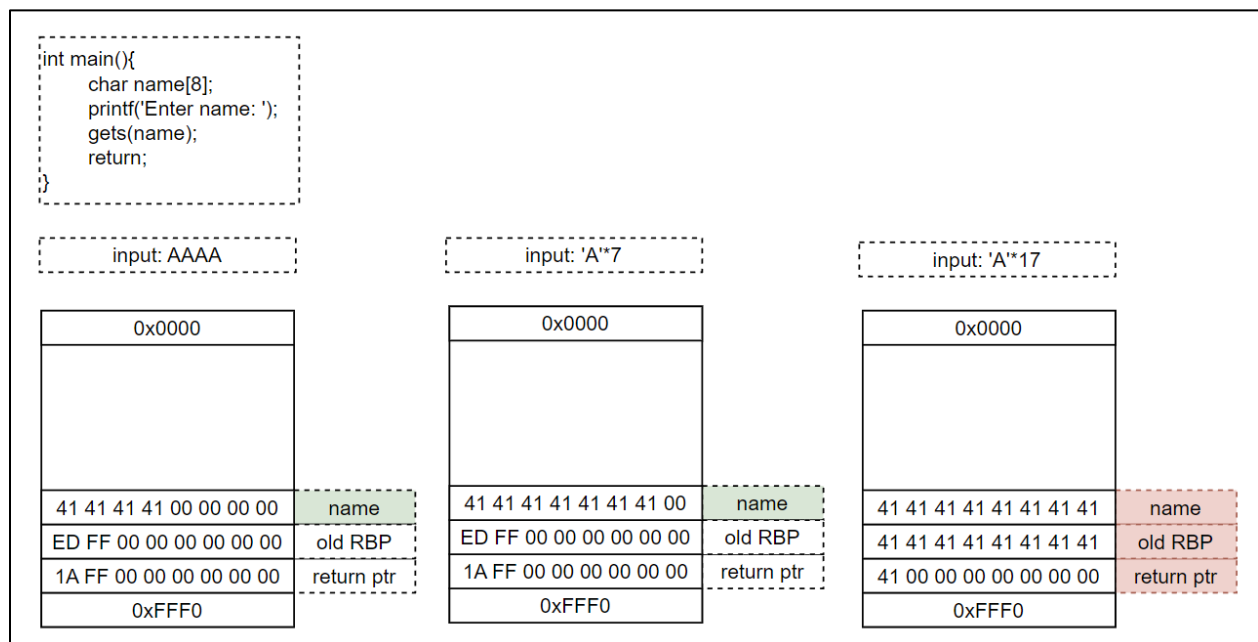 int main(){
char name[8];
printf('Enter name: ');
gets(name);
return;
}
input: AAAA
input: 'A'*7
input: 'A'*17
0x0000
41 41 41 41 00 00 00 00 name
ED FF 00 00 00 00 00 00 old RBP
1A FF 00 00 00 00 00 00 return ptr
0xFFF0
0x0000
41 41 41 41 41 41 41 00 name
ED FF 00 00 00 00 00 00 old RBP
1A FF 00 00 00 00 00 00 return ptr
0xFFF0
0x0000
41 41 41 41 41 41 41 41 name
41 41 41 41 41 41 41 41 old RBP
41 00 00 00 00 00 00 00 return ptr
0xFFF0